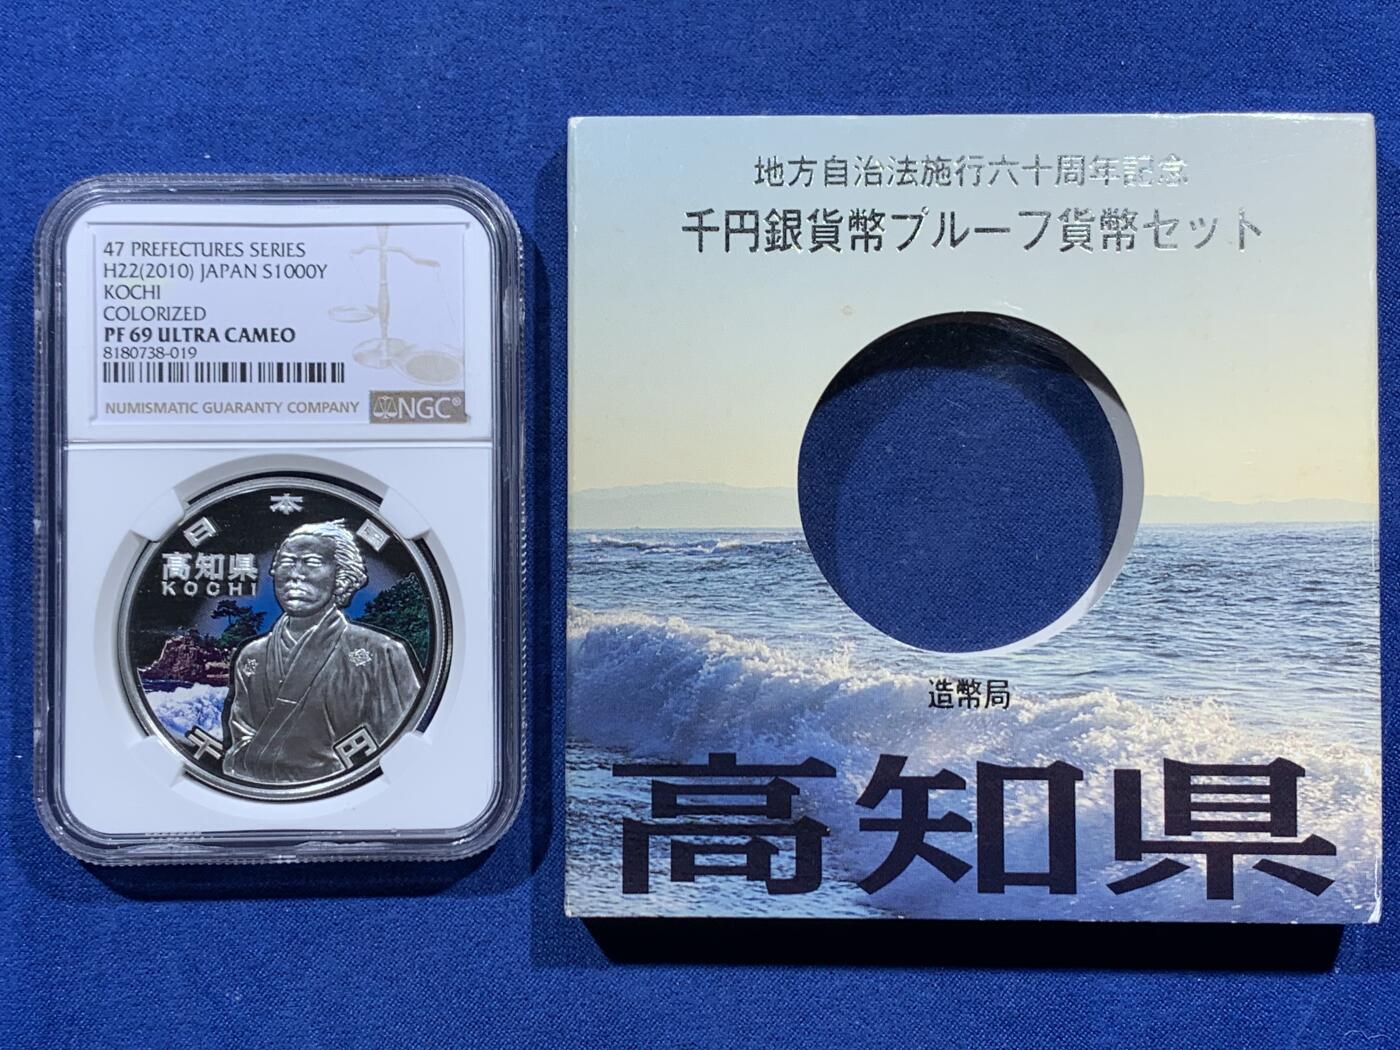 47 PREFECTURES SERIES
H22(2010) JAPAN S1000Y
KOCHI
COLORIZED
PF 69 ULTRA CAMEO
8180738-019
NUMISMATIC GUARANTY COMPANY NGC®
日本国
高知県
KOCHI
千円
地方自治法施行六十周年記念
千円銀貨幣プルーフ貨幣セット
造幣局
高知県